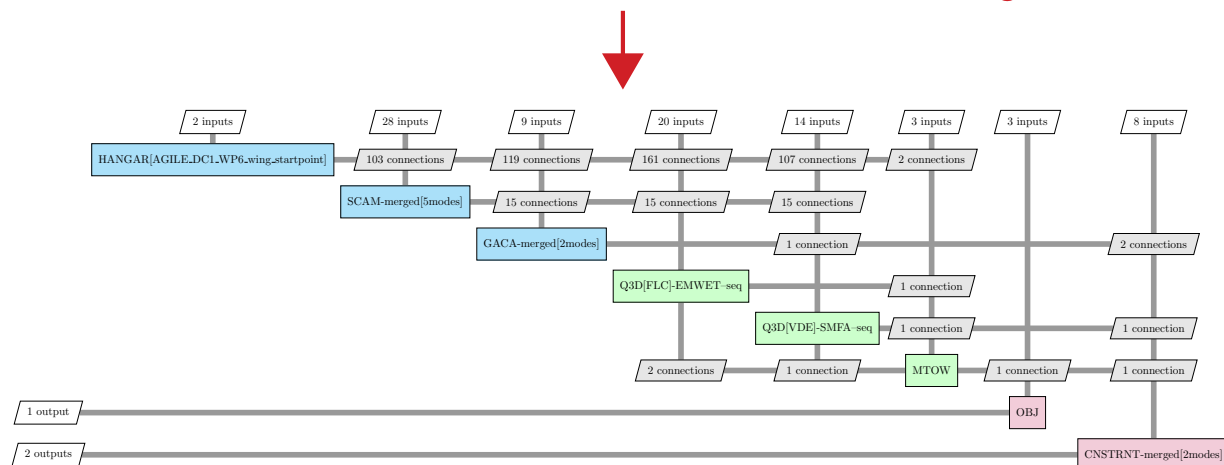 2 inputs 28 inputs 9 inputs 20 inputs 14 inputs 3 inputs 3 inputs 8 inputs
HANGAR[AGILE_DC1_WP6_wing_startpoint] 103 connections 119 connections 161 connections 107 connections 2 connections
SCAM-merged[5modes] 15 connections 15 connections 15 connections
GACA-merged[2modes] 1 connection 2 connections
Q3D[FLC]-EMWET–seq 1 connection
Q3D[VDE]-SMFA–seq 1 connection 1 connection
2 connections 1 connection MTOW 1 connection 1 connection
1 output OBJ
2 outputs CNSTRNT-merged[2modes]